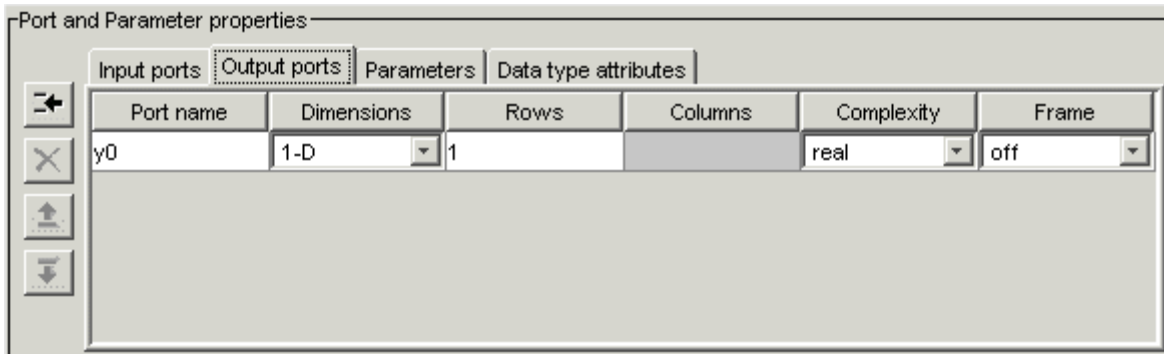 Port and Parameter properties
Input ports Output ports Parameters Data type attributes
Port name Dimensions Rows Columns Complexity Frame
y0 1-D 1 real off